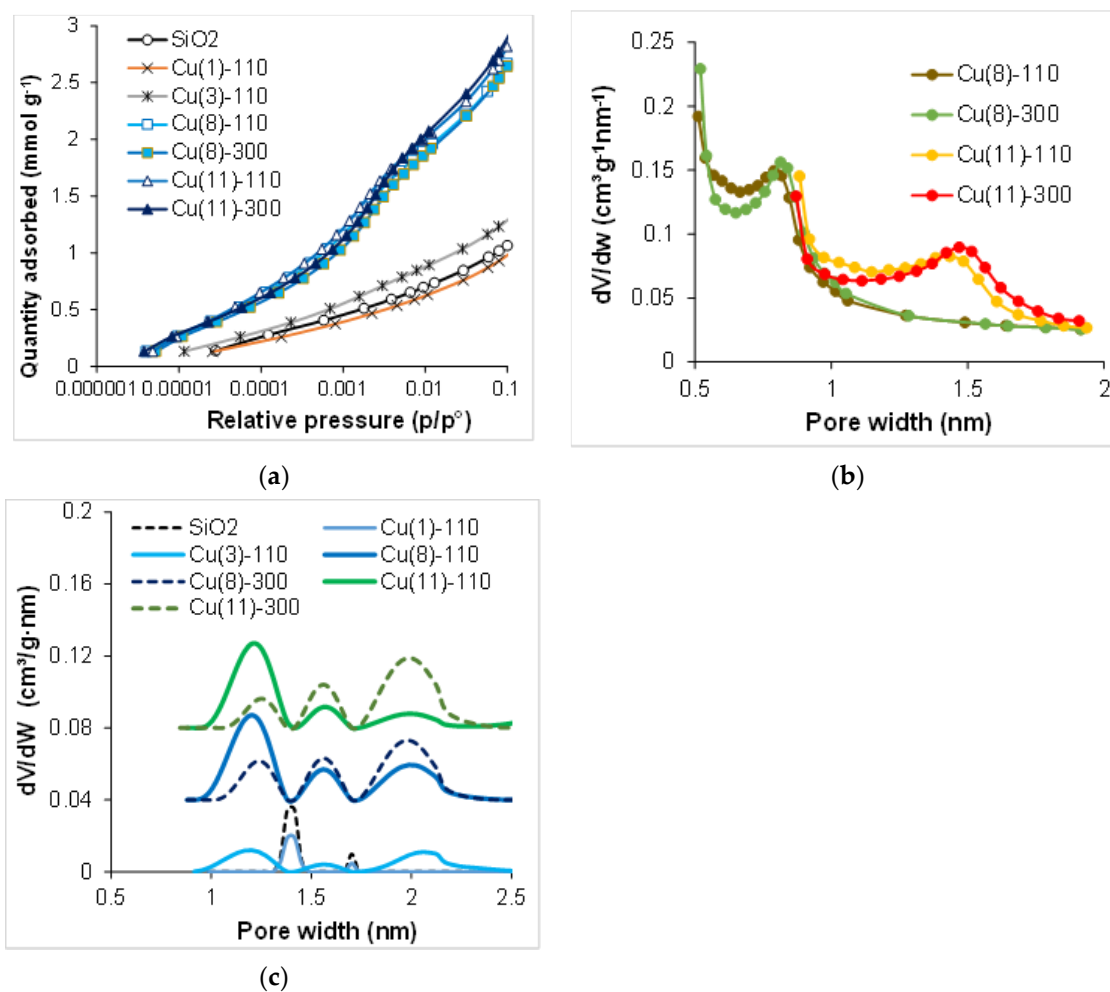 3
2.5
2
1.5
1
0.5
0
Quantity adsorbed (mmol g⁻¹)
SiO2
Cu(1)-110
Cu(3)-110
Cu(8)-110
Cu(8)-300
Cu(11)-110
Cu(11)-300
0.000001 0.00001 0.0001 0.001 0.01 0.1
Relative pressure (p/p°)
(a)
0.25
0.2
0.15
0.1
0.05
0
dV/dw (cm³g⁻¹nm⁻¹)
Cu(8)-110
Cu(8)-300
Cu(11)-110
Cu(11)-300
0.5 1 1.5 2
Pore width (nm)
(b)
0.2
0.16
0.12
0.08
0.04
0
dV/dW (cm³/g·nm)
SiO2 Cu(1)-110
Cu(3)-110 Cu(8)-110
Cu(8)-300 Cu(11)-110
Cu(11)-300
0.5 1 1.5 2 2.5
Pore width (nm)
(c)